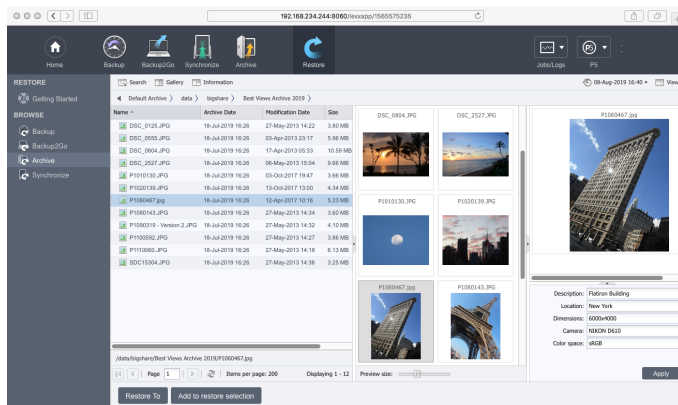 192.168.234.244:8060/lexxapp/1565575235
Home
Backup
Backup2Go
Synchronize
Archive
Restore
Jobs/Logs
P5
RESTORE
Getting Started
BROWSE
Backup
Backup2Go
Archive
Synchronize
Search Gallery Information
08-Aug-2019 16:40 View
Default Archive data bigshare Best Views Archive 2019
Name Archive Date Modification Date Size
DSC_0125.JPG 18-Jul-2019 16:26 27-May-2013 14:22 3.80 MB
DSC_0555.JPG 18-Jul-2019 16:26 03-Apr-2013 23:17 5.96 MB
DSC_0804.JPG 18-Jul-2019 16:26 17-Apr-2013 05:33 10.59 MB
DSC_2527.JPG 18-Jul-2019 16:26 06-May-2013 15:04 9.66 MB
P1010130.JPG 18-Jul-2019 16:26 03-Oct-2017 19:47 3.66 MB
P1020139.JPG 18-Jul-2019 16:26 13-Oct-2017 13:00 4.34 MB
P1060467.jpg 18-Jul-2019 16:26 12-Apr-2017 10:16 5.23 MB
P1080143.JPG 18-Jul-2019 16:26 27-May-2013 14:34 3.60 MB
P1090319 - Version 2.JPG 18-Jul-2019 16:26 27-May-2013 14:32 4.10 MB
P1100592.JPG 18-Jul-2019 16:26 27-May-2013 14:27 3.86 MB
P1110060.JPG 18-Jul-2019 16:26 27-May-2013 14:18 6.13 MB
SDC15304.JPG 18-Jul-2019 16:26 27-May-2013 14:36 3.25 MB
/data/bigshare/Best Views Archive 2019/P1060467.jpg
Page 1 Items per page: 200 Displaying 1 - 12
DSC_0804.JPG DSC_2527.JPG
P1010130.JPG P1020139.JPG
P1060467.jpg P1080143.JPG
Preview size:
P1060467.jpg
Description: Flatiron Building
Location: New York
Dimensions: 6000x4000
Camera: NIKON D610
Color space: sRGB
Apply
Restore To Add to restore selection